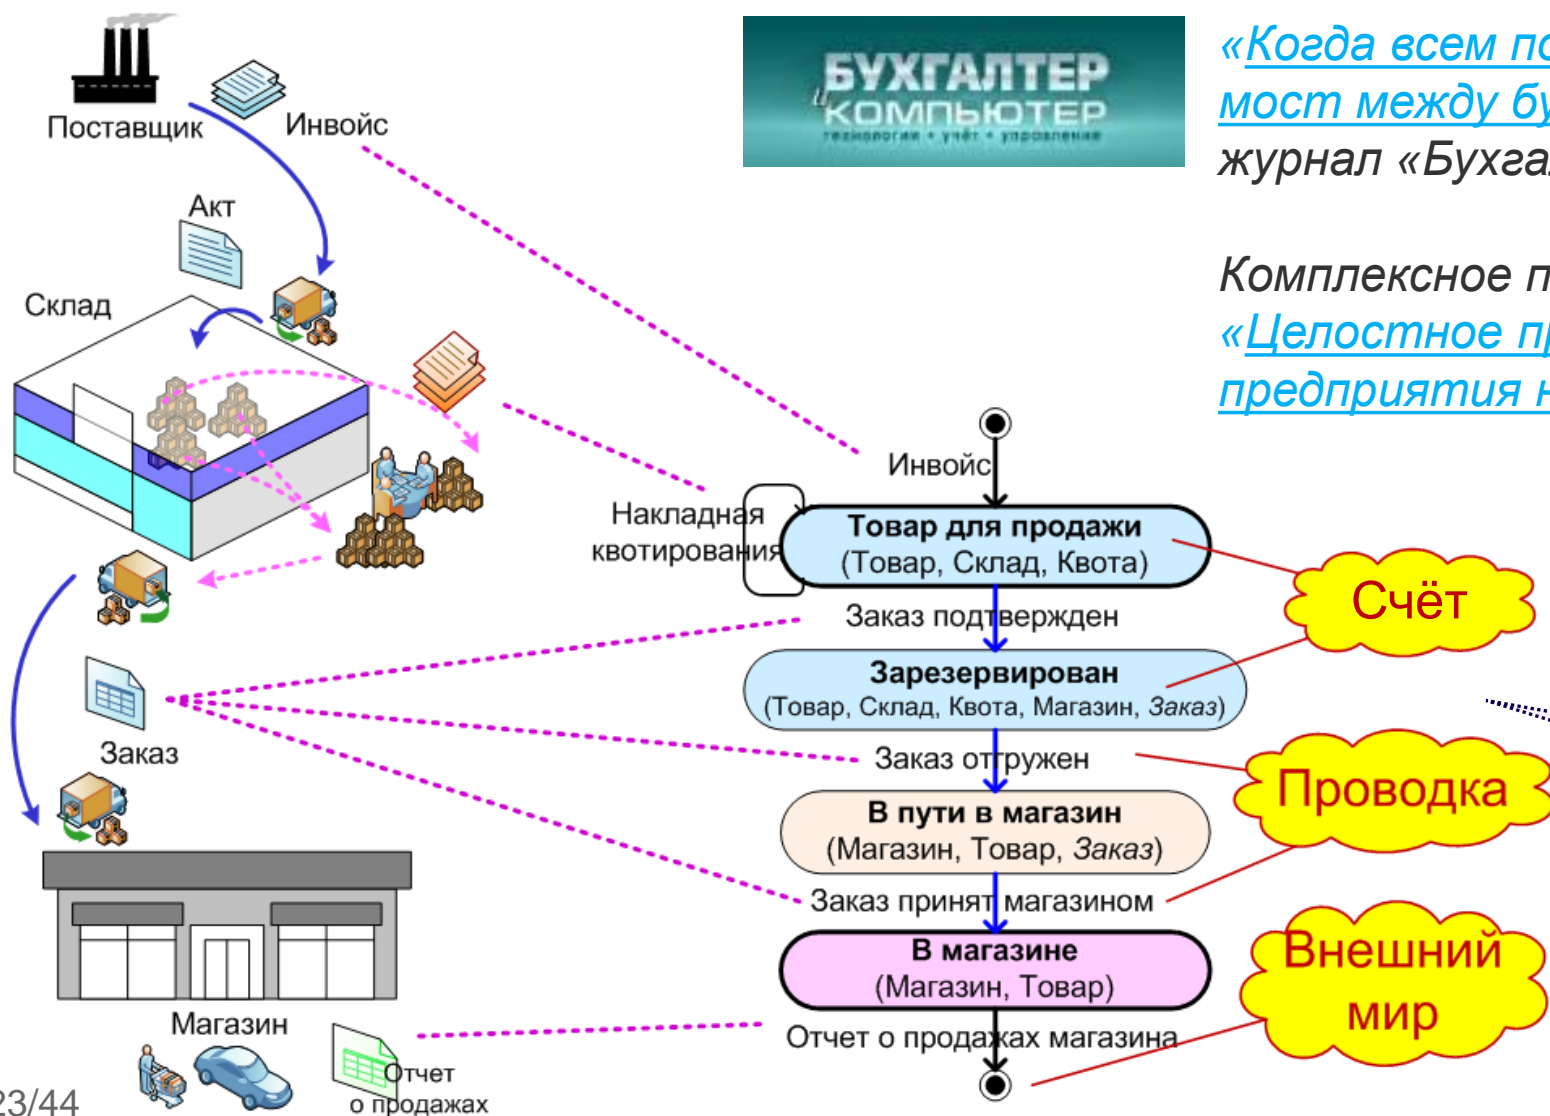 Поставщик
Инвойс
Акт
Склад
Заказ
Магазин
Отчет
о продажах
23/44
БУХГАЛТЕР
и КОМПЬЮТЕР
технологии • учёт • управление
«Когда всем по
мост между бу
журнал «Бухга
Комплексное п
«Целостное пр
предприятия н
Инвойс
Накладная
квотирования
Товар для продажи
(Товар, Склад, Квота)
Заказ подтвержден
Зарезервирован
(Товар, Склад, Квота, Магазин, Заказ)
Заказ отгружен
В пути в магазин
(Магазин, Товар, Заказ)
Заказ принят магазином
В магазине
(Магазин, Товар)
Отчет о продажах магазина
Счёт
Проводка
Внешний
мир